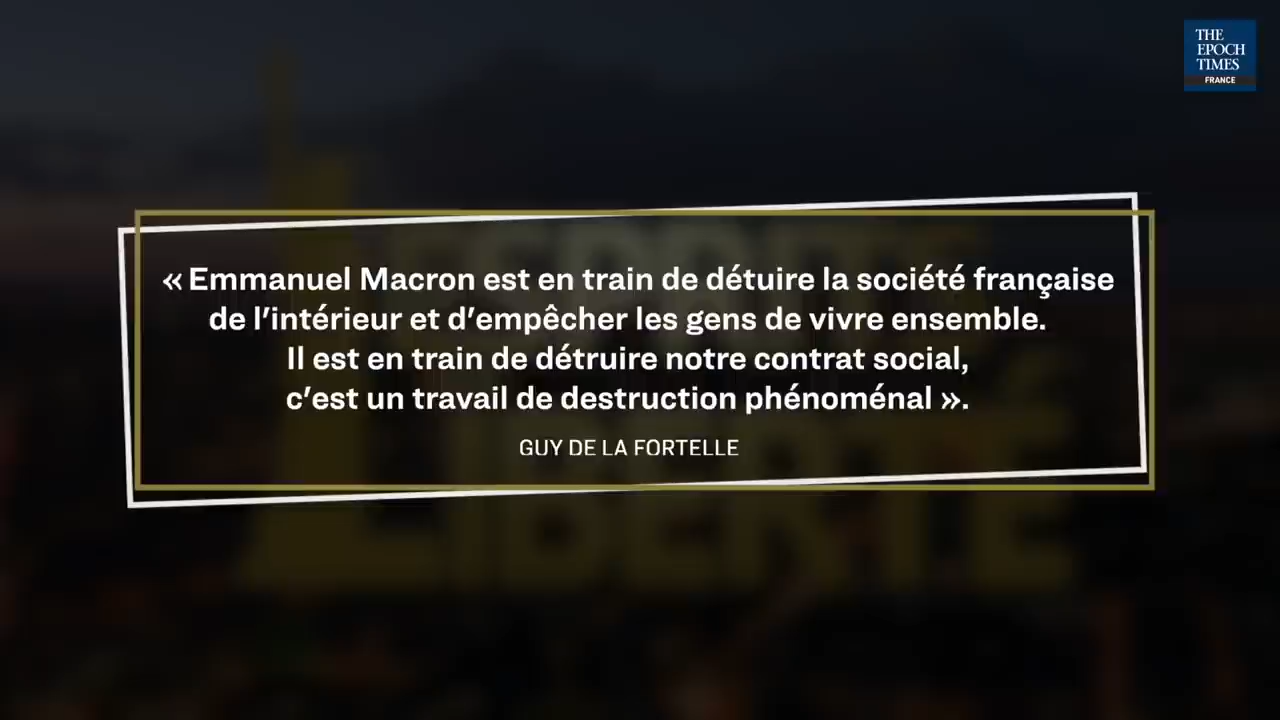 THE
EPOCH
TIMES
FRANCE
« Emmanuel Macron est en train de détuire la société française
de l'intérieur et d'empêcher les gens de vivre ensemble.
Il est en train de détruire notre contrat social,
c'est un travail de destruction phénoménal ».
GUY DE LA FORTELLE
ESPRIT
LIBERTÉ